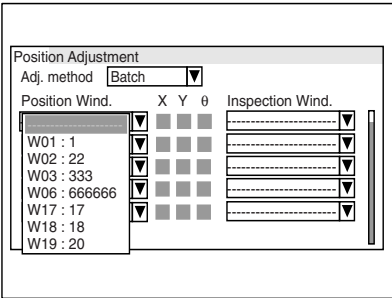 Position Adjustment
Adj. method Batch
Position Wind. X Y θ Inspection Wind.
W01 : 1
W02 : 22
W03 : 333
W06 : 666666
W17 : 17
W18 : 18
W19 : 20